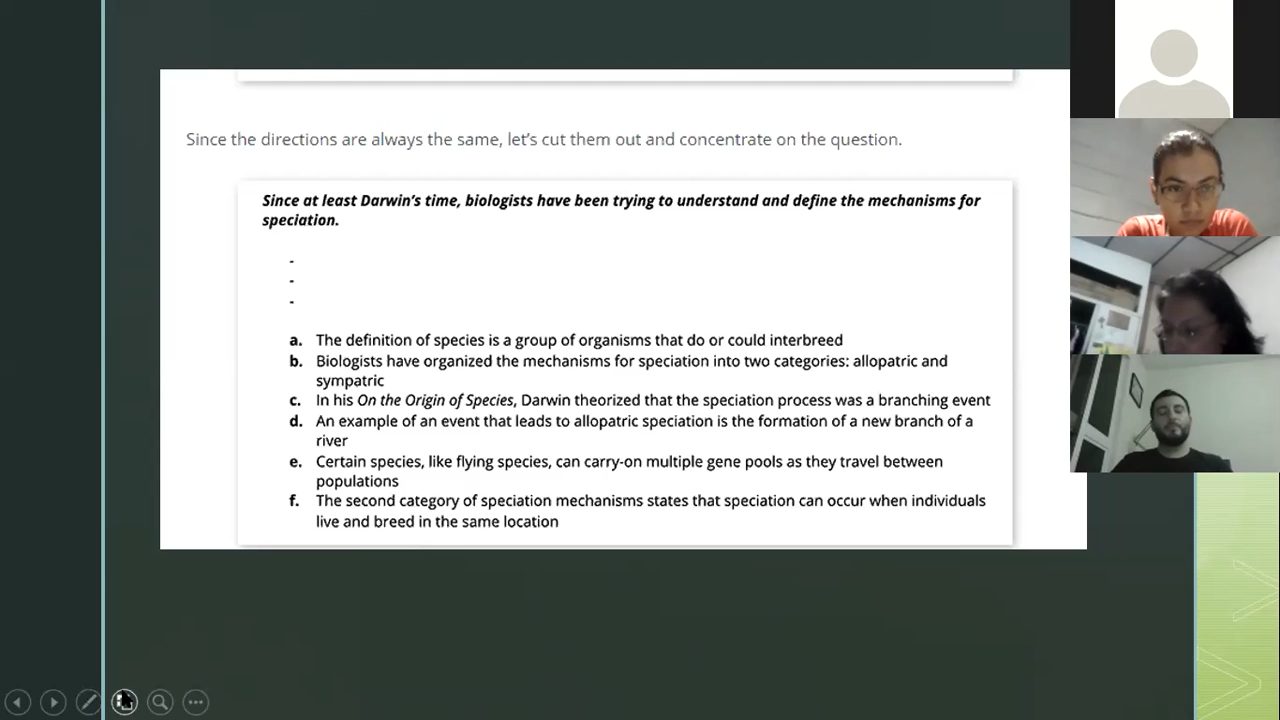 Since the directions are always the same, let's cut them out and concentrate on the question.
Since at least Darwin's time, biologists have been trying to understand and define the mechanisms for
speciation.
-
-
-
a. The definition of species is a group of organisms that do or could interbreed
b. Biologists have organized the mechanisms for speciation into two categories: allopatric and
sympatric
c. In his On the Origin of Species, Darwin theorized that the speciation process was a branching event
d. An example of an event that leads to allopatric speciation is the formation of a new branch of a
river
e. Certain species, like flying species, can carry-on multiple gene pools as they travel between
populations
f. The second category of speciation mechanisms states that speciation can occur when individuals
live and breed in the same location